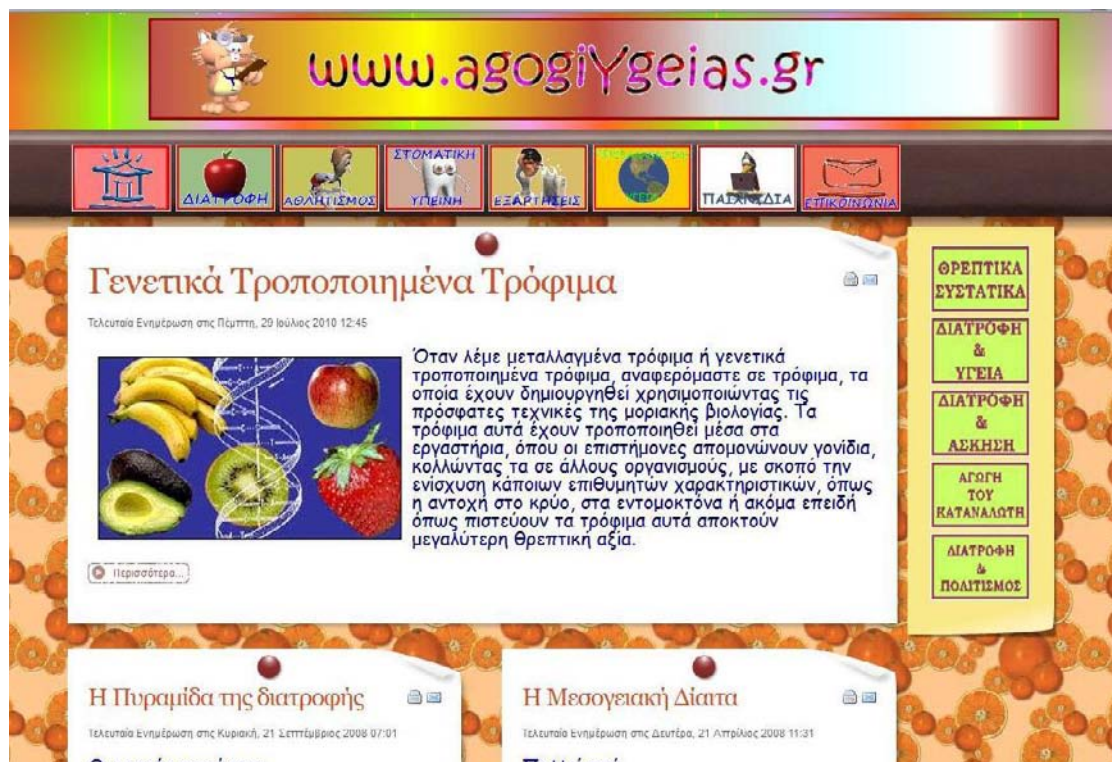 www.agogiYgeias.gr
ΔΙΑΤΡΟΦΗ
ΑΘΛΗΤΙΣΜΟΣ
ΣΤΟΜΑΤΙΚΗ
ΥΓΙΕΙΝΗ
ΕΞΑΡΤΗΣΕΙΣ
ΠΑΙΧΝΙΔΙΑ
ΕΠΙΚΟΙΝΩΝΙΑ
Γενετικά Τροποποιημένα Τρόφιμα
Τελευταία Ενημέρωση στις Πέμπτη, 29 Ιούλιος 2010 12:45
Όταν λέμε μεταλλαγμένα τρόφιμα ή γενετικά
τροποποιημένα τρόφιμα, αναφερόμαστε σε τρόφιμα, τα
οποία έχουν δημιουργηθεί χρησιμοποιώντας τις
πρόσφατες τεχνικές της μοριακής βιολογίας. Τα
τρόφιμα αυτά έχουν τροποποιηθεί μέσα στα
εργαστήρια, όπου οι επιστήμονες απομονώνουν γονίδια,
κολλώντας τα σε άλλους οργανισμούς, με σκοπό την
ενίσχυση κάποιων επιθυμητών χαρακτηριστικών, όπως
η αντοχή στο κρύο, στα εντομοκτόνα ή ακόμα επειδή
όπως πιστεύουν τα τρόφιμα αυτά αποκτούν
μεγαλύτερη θρεπτική αξία.
Περισσότερα...
ΘΡΕΠΤΙΚΑ
ΣΥΣΤΑΤΙΚΑ
ΔΙΑΤΡΟΦΗ
&
ΥΓΕΙΑ
ΔΙΑΤΡΟΦΗ
&
ΑΣΚΗΣΗ
ΑΓΩΓΗ
ΤΟΥ
ΚΑΤΑΝΑΛΩΤΗ
ΔΙΑΤΡΟΦΗ
&
ΠΟΛΙΤΙΣΜΟΣ
Η Πυραμίδα της διατροφής
Τελευταία Ενημέρωση στις Κυριακή, 21 Σεπτέμβριος 2008 07:01
Η Μεσογειακή Δίαιτα
Τελευταία Ενημέρωση στις Δευτέρα, 21 Απρίλιος 2008 11:31